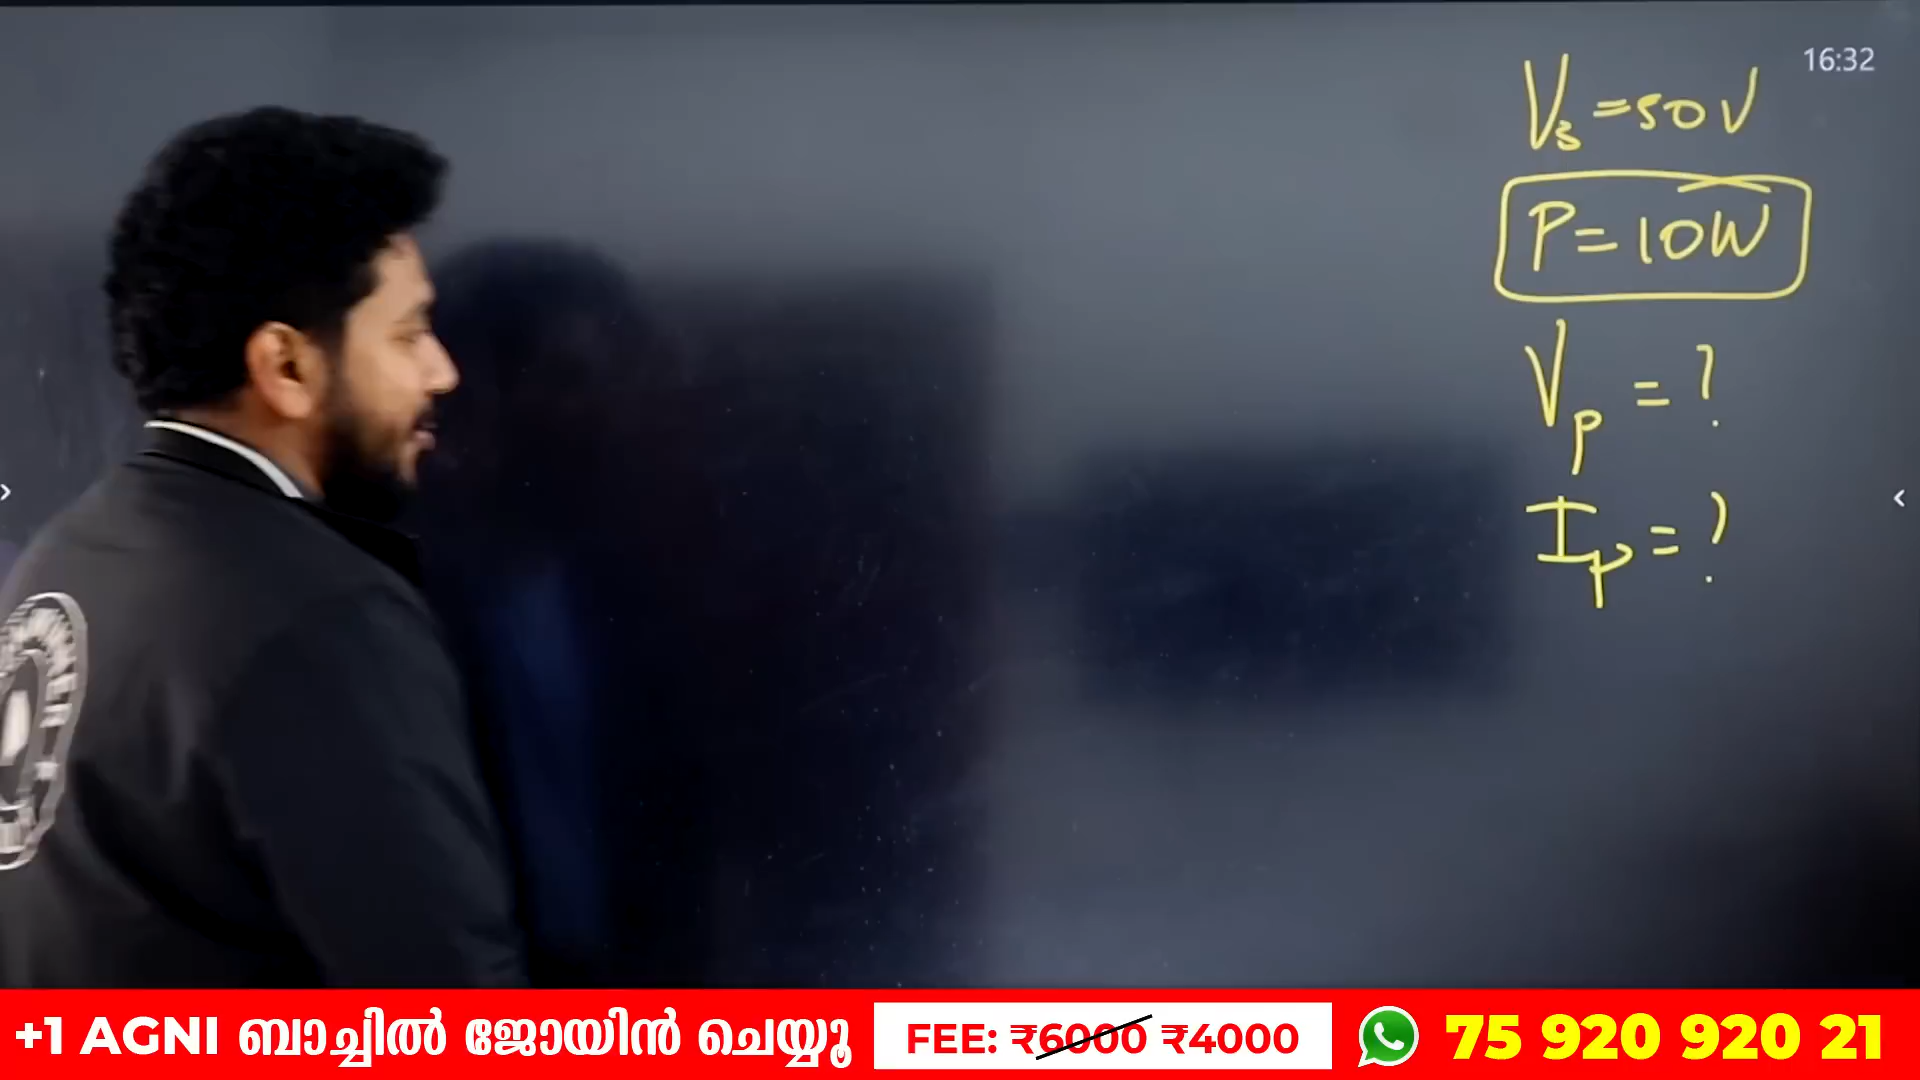 16:32
Vs = 50V
P = 10W
Vp = ?
Ip = ?
+1 AGNI ബാച്ചിൽ ജോയിൻ ചെയ്യൂ
FEE: ₹6000 ₹4000
75 920 920 21